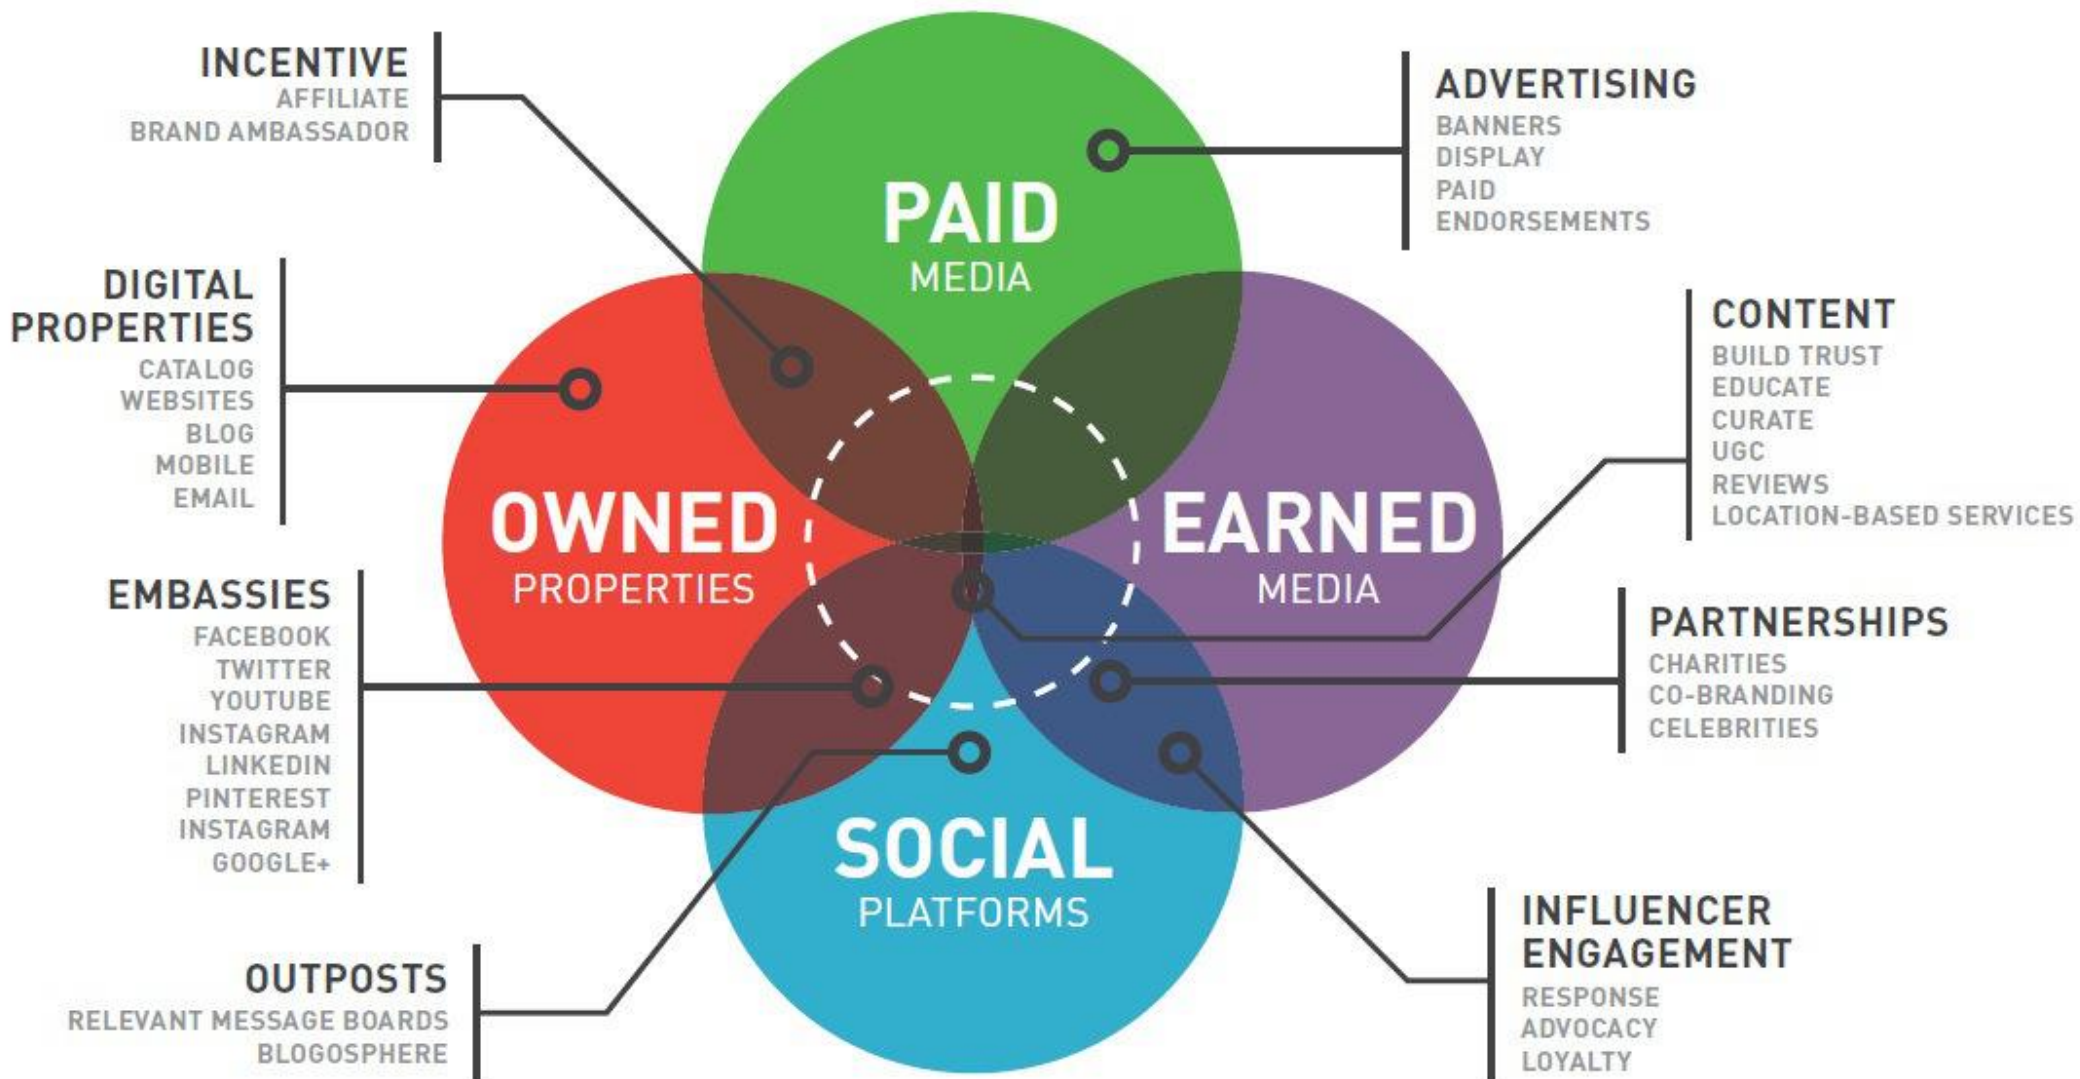 INCENTIVE
AFFILIATE
BRAND AMBASSADOR
DIGITAL
PROPERTIES
CATALOG
WEBSITES
BLOG
MOBILE
EMAIL
EMBASSIES
FACEBOOK
TWITTER
YOUTUBE
INSTAGRAM
LINKEDIN
PINTEREST
INSTAGRAM
GOOGLE+
OUTPOSTS
RELEVANT MESSAGE BOARDS
BLOGOSPHERE
PAID
MEDIA
OWNED
PROPERTIES
EARNED
MEDIA
SOCIAL
PLATFORMS
ADVERTISING
BANNERS
DISPLAY
PAID
ENDORSEMENTS
CONTENT
BUILD TRUST
EDUCATE
CURATE
UGC
REVIEWS
LOCATION-BASED SERVICES
PARTNERSHIPS
CHARITIES
CO-BRANDING
CELEBRITIES
INFLUENCER
ENGAGEMENT
RESPONSE
ADVOCACY
LOYALTY